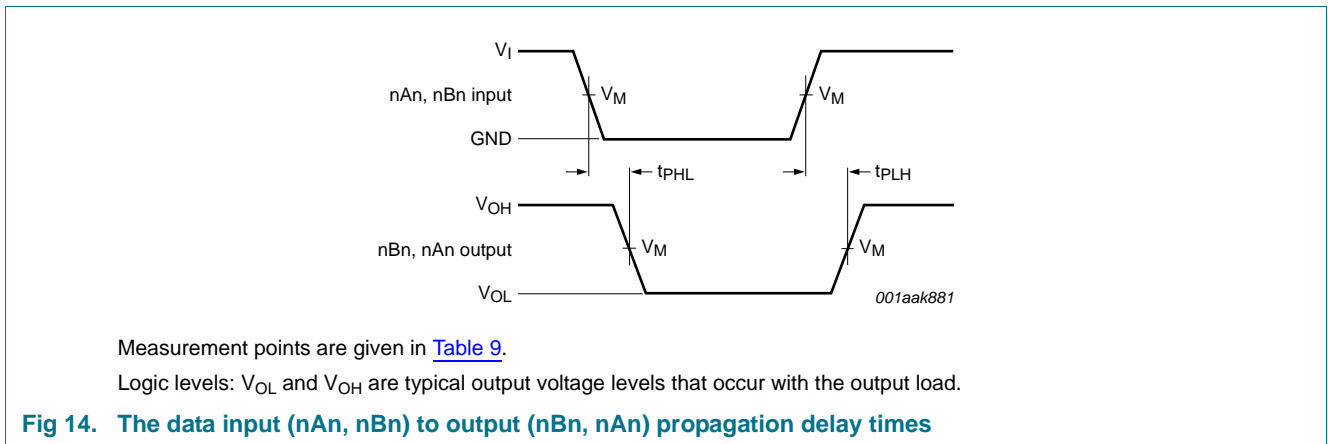 VI
nAn, nBn input VM VM
GND
tPHL tPLH
VOH
nBn, nAn output VM VM
VOL 001aak881
Measurement points are given in Table 9.
Logic levels: VOL and VOH are typical output voltage levels that occur with the output load.
Fig 14. The data input (nAn, nBn) to output (nBn, nAn) propagation delay times